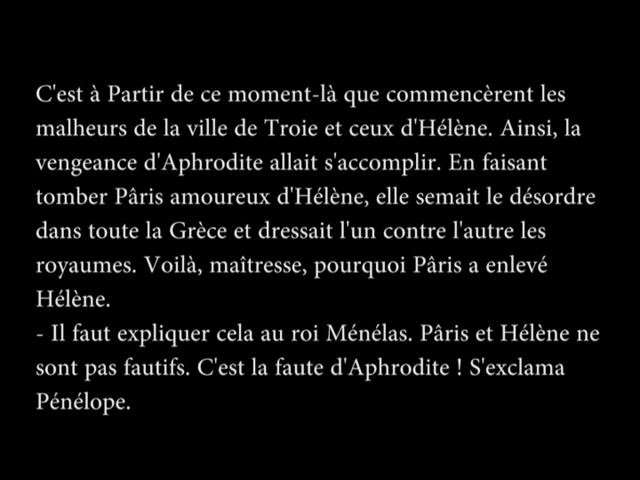 C'est à Partir de ce moment-là que commencèrent les
malheurs de la ville de Troie et ceux d'Hélène. Ainsi, la
vengeance d'Aphrodite allait s'accomplir. En faisant
tomber Pâris amoureux d'Hélène, elle semait le désordre
dans toute la Grèce et dressait l'un contre l'autre les
royaumes. Voilà, maîtresse, pourquoi Pâris a enlevé
Hélène.
- Il faut expliquer cela au roi Ménélas. Pâris et Hélène ne
sont pas fautifs. C'est la faute d'Aphrodite ! S'exclama
Pénélope.